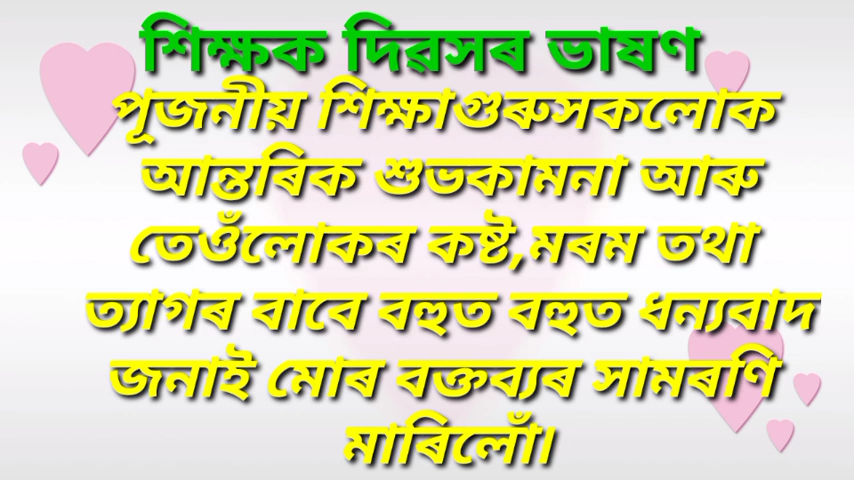 শিক্ষক দিৱসৰ ভাষণ
পূজনীয় শিক্ষাগুৰুসকলোক
আন্তৰিক শুভকামনা আৰু
তেওঁলোকৰ কষ্ট,মৰম তথা
ত্যাগৰ বাবে বহুত বহুত ধন্যবাদ
জনাই মোৰ বক্তব্যৰ সামৰণি
মাৰিলোঁ।